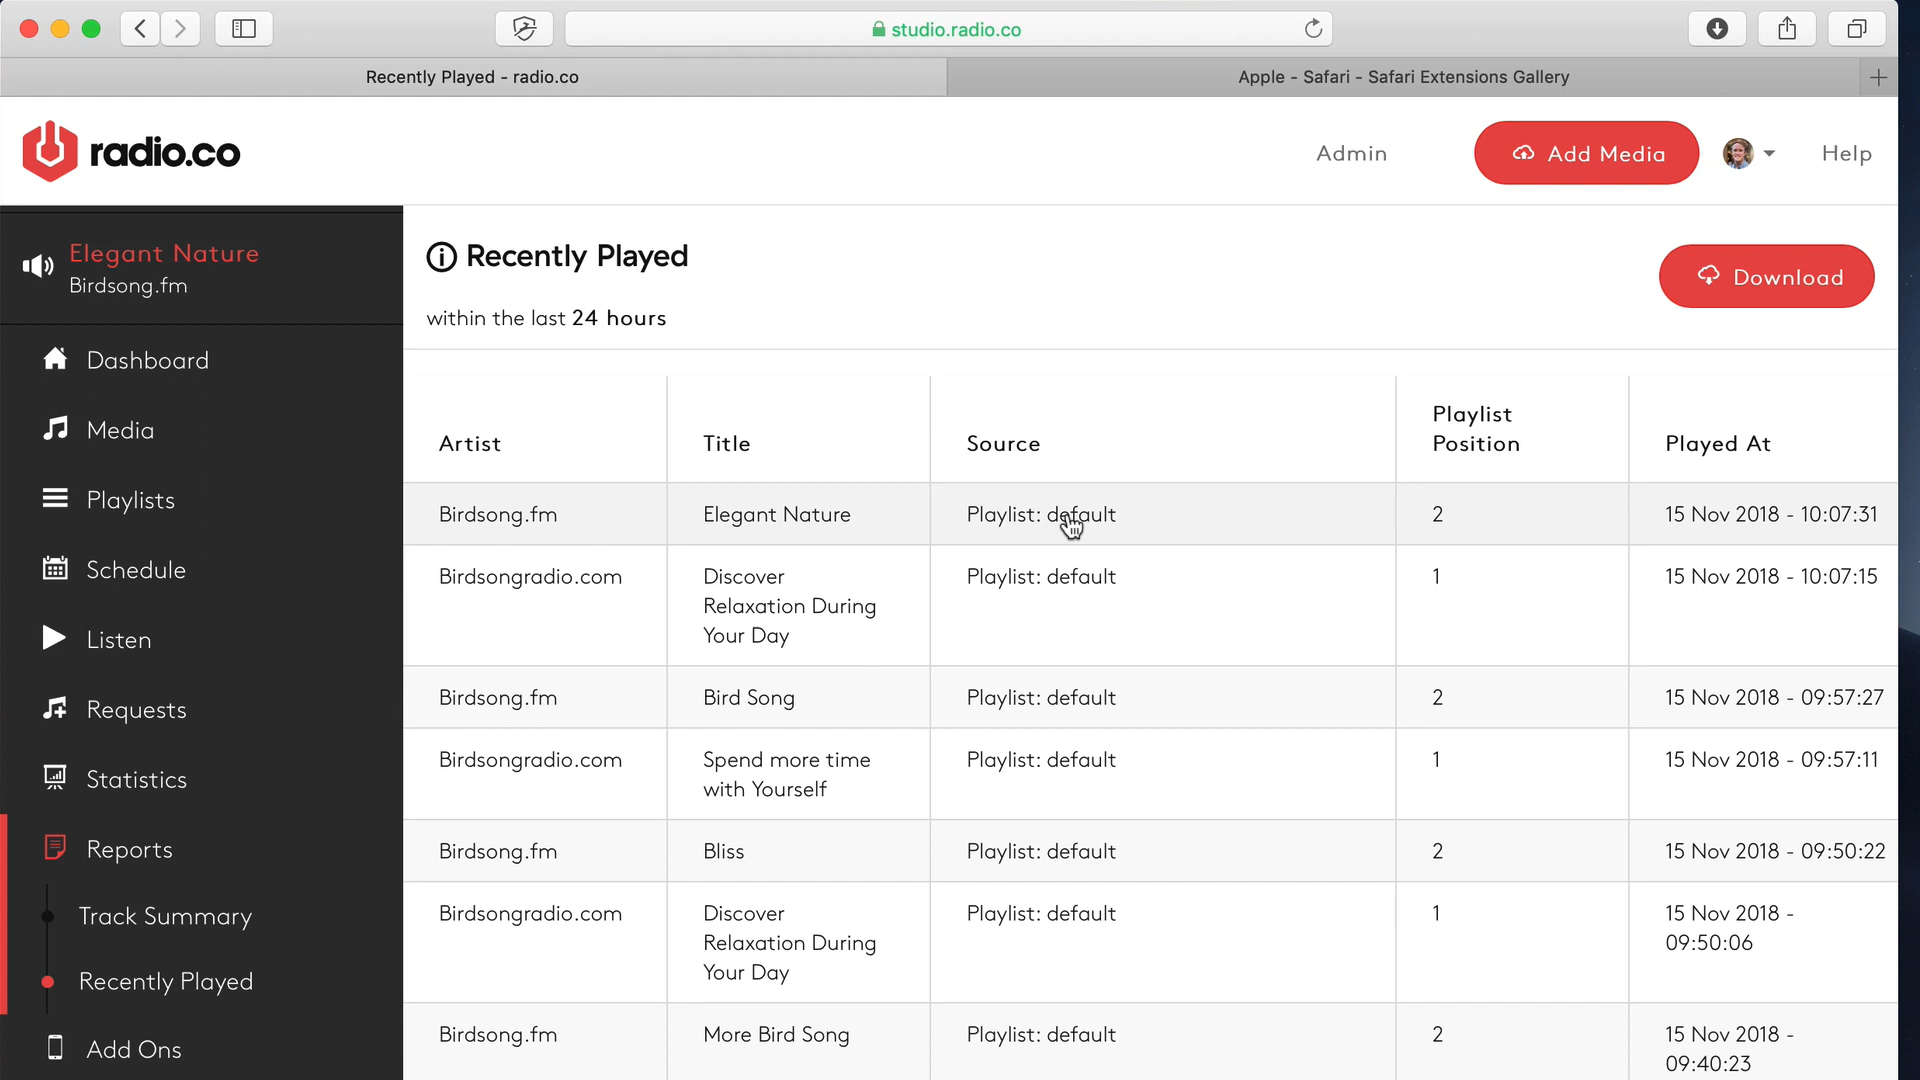 studio.radio.co
Recently Played - radio.co
Apple - Safari - Safari Extensions Gallery
radio.co
Admin
Add Media
Help
Elegant Nature
Birdsong.fm
Dashboard
Media
Playlists
Schedule
Listen
Requests
Statistics
Reports
Track Summary
Recently Played
Add Ons
Recently Played
Download
within the last 24 hours
Artist
Title
Source
Playlist
Position
Played At
Birdsong.fm
Elegant Nature
Playlist: default
2
15 Nov 2018 - 10:07:31
Birdsongradio.com
Discover
Relaxation During
Your Day
Playlist: default
1
15 Nov 2018 - 10:07:15
Birdsong.fm
Bird Song
Playlist: default
2
15 Nov 2018 - 09:57:27
Birdsongradio.com
Spend more time
with Yourself
Playlist: default
1
15 Nov 2018 - 09:57:11
Birdsong.fm
Bliss
Playlist: default
2
15 Nov 2018 - 09:50:22
Birdsongradio.com
Discover
Relaxation During
Your Day
Playlist: default
1
15 Nov 2018 -
09:50:06
Birdsong.fm
More Bird Song
Playlist: default
2
15 Nov 2018 -
09:40:23